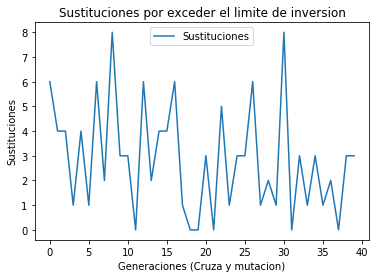 Sustituciones por exceder el limite de inversion
Sustituciones
8
7
6
5
4
3
2
1
0
Sustituciones
0 5 10 15 20 25 30 35 40
Generaciones (Cruza y mutacion)